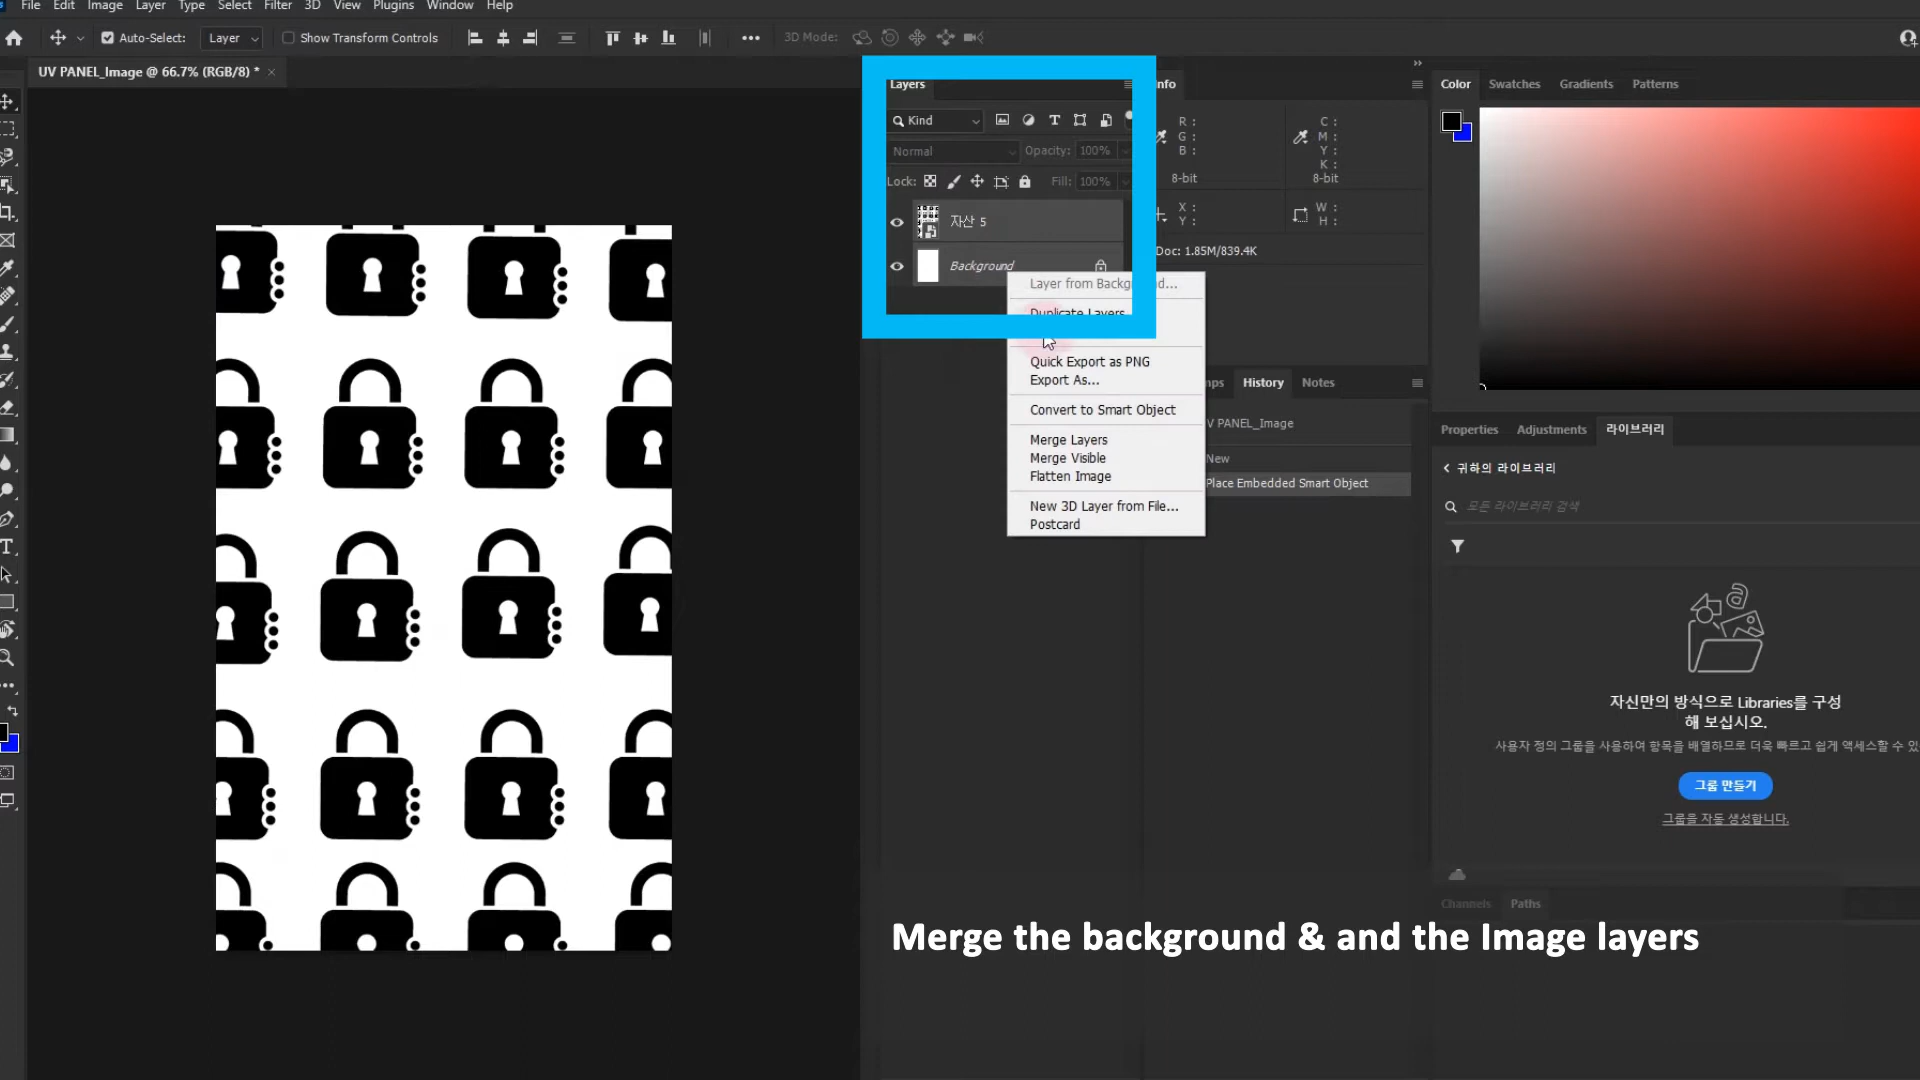 File Edit Image Layer Type Select Filter 3D View Plugins Window Help
Auto-Select: Layer Show Transform Controls 3D Mode:
UV PANEL_Image @ 66.7% (RGB/8) *
Layers
Kind
Normal Opacity: 100%
Lock: Fill: 100%
자산 5
Background
Layer from Backg d...
Duplicate Layers
Quick Export as PNG
Export As...
Convert to Smart Object
Merge Layers
Merge Visible
Flatten Image
New 3D Layer from File...
Postcard
nfo
R :
G :
B :
8-bit
C :
M :
Y :
K :
8-bit
X :
Y :
W :
H :
Doc: 1.85M/839.4K
mps History Notes
V PANEL_Image
New
Place Embedded Smart Object
Color Swatches Gradients Patterns
Properties Adjustments 라이브러리
귀하의 라이브러리
모든 라이브러리 검색
자신만의 방식으로 Libraries를 구성
해 보십시오.
사용자 정의 그룹을 사용하여 항목을 배열하므로 더욱 빠르고 쉽게 액세스할 수 있
그룹 만들기
그룹을 자동 생성합니다.
Channels Paths
Merge the background & and the Image layers